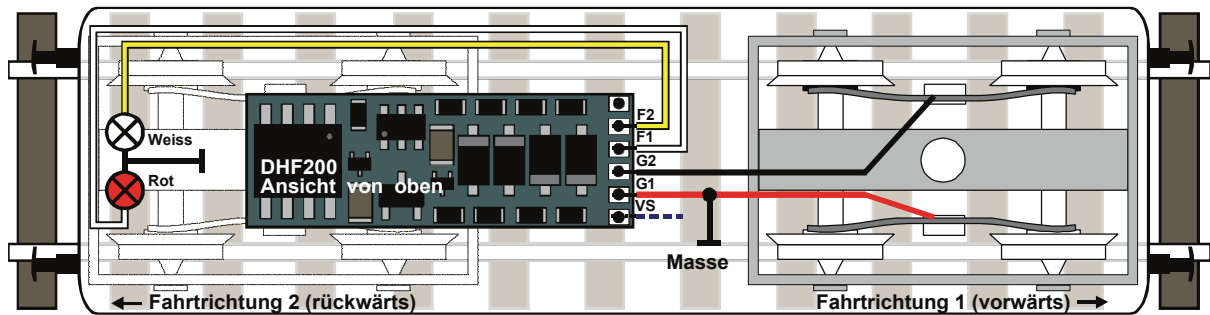 Weiss
Rot
DHF200
Ansicht von oben
F2
F1
G2
G1
VS
Masse
← Fahrtrichtung 2 (rückwärts)
Fahrtrichtung 1 (vorwärts) →